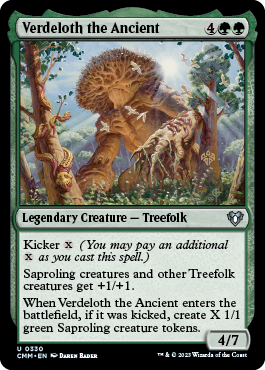 Verdeloth the Ancient 4
Legendary Creature — Treefolk
Kicker X (You may pay an additional
X as you cast this spell.)
Saproling creatures and other Treefolk
creatures get +1/+1.
When Verdeloth the Ancient enters the
battlefield, if it was kicked, create X 1/1
green Saproling creature tokens.
4/7
U 0330
CMM • EN DAREN BADER
™ & © 2023 Wizards of the Coast